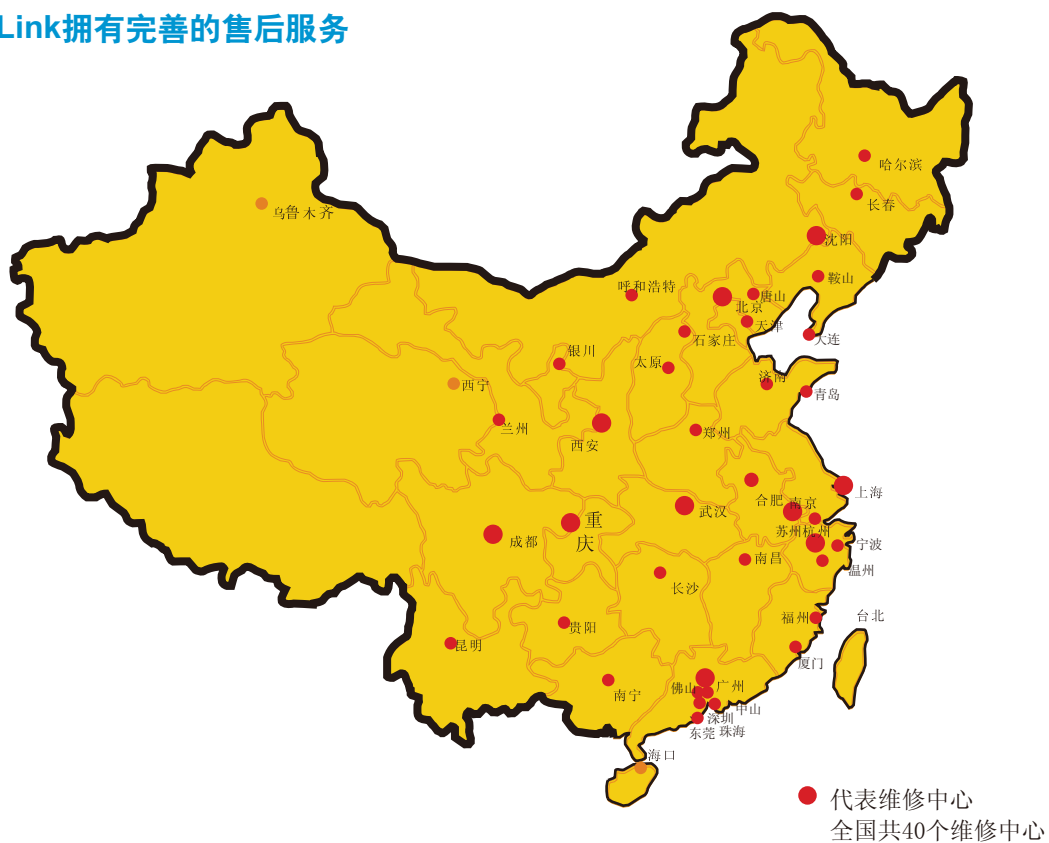 Link拥有完善的售后服务
哈尔滨
长春
乌鲁木齐
沈阳
鞍山
呼和浩特
唐山
北京
天津
石家庄
大连
银川
太原
西宁
济南
青岛
兰州
郑州
西安
上海
合肥
南京
武汉
重
庆
苏州
杭州
成都
宁波
南昌
温州
长沙
福州
台北
贵阳
昆明
厦门
佛山
广州
南宁
中山
深圳
东莞
珠海
海口
代表维修中心
全国共40个维修中心